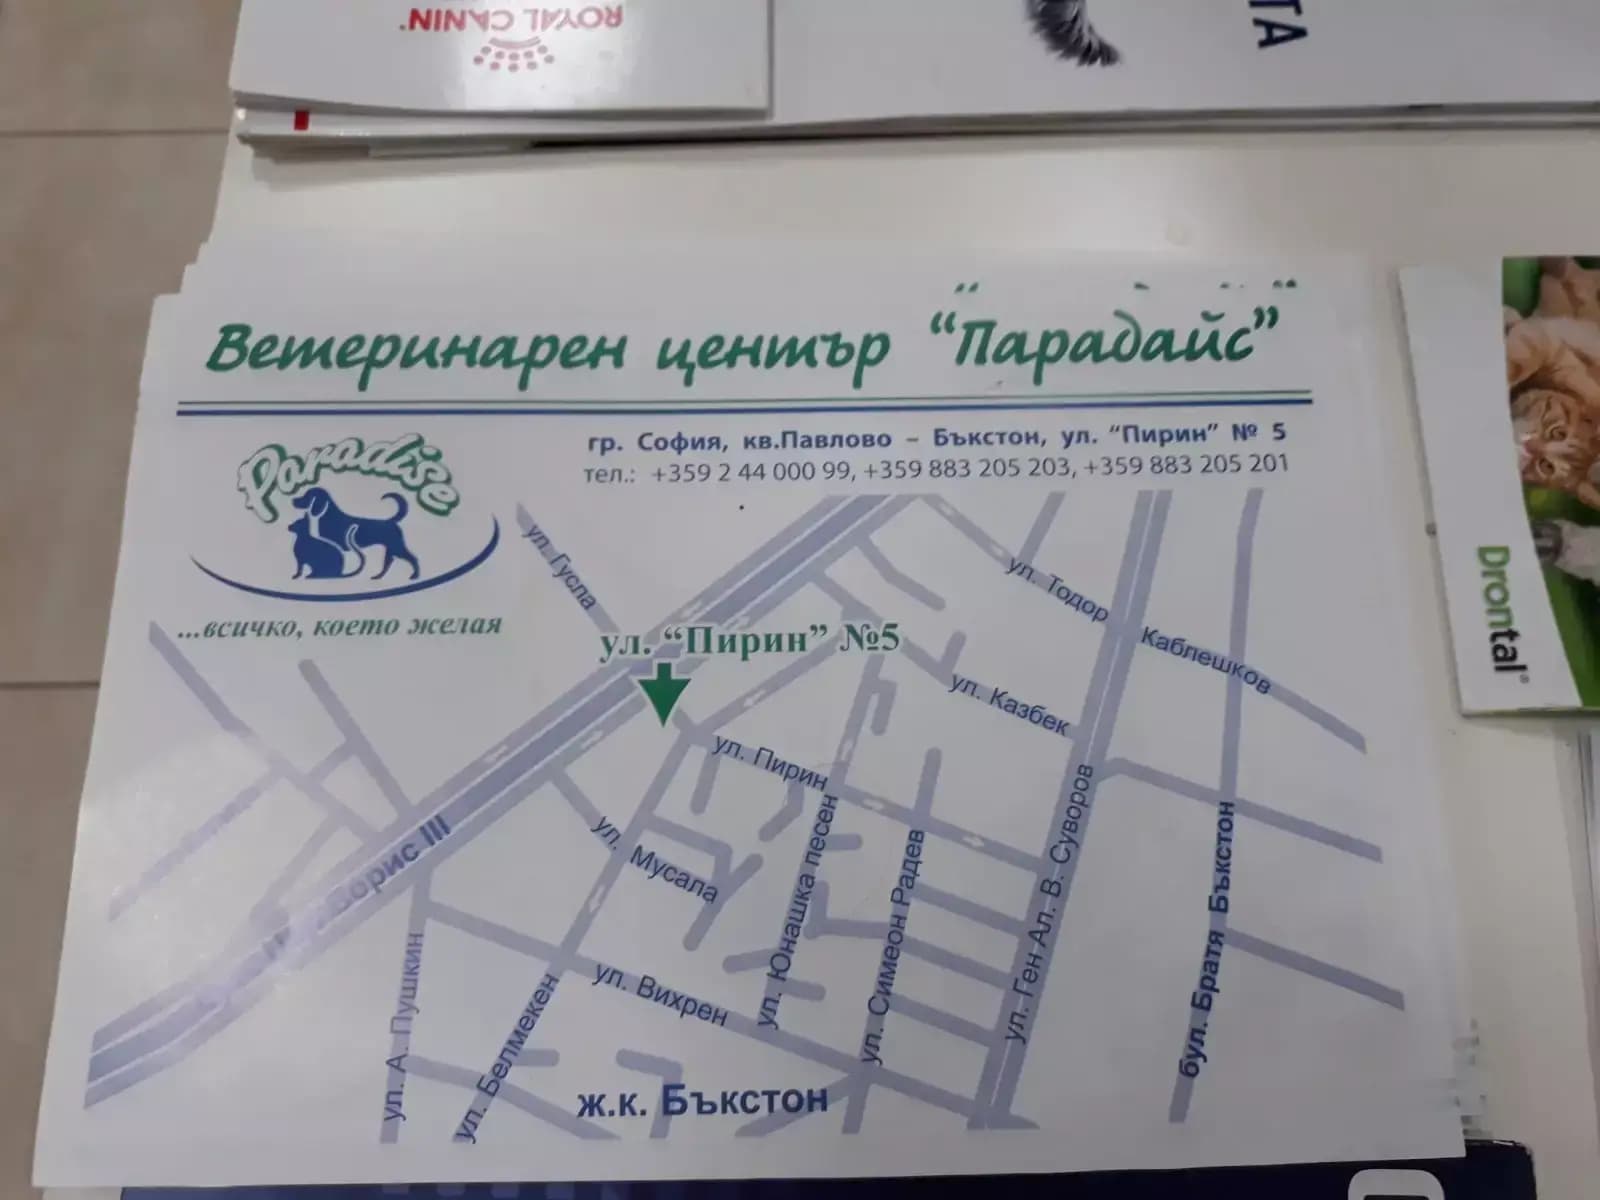 ROYAL CANIN
ТА
Ветеринарен център “Парадайс”
гр. София, кв.Павлово – Бъкстон, ул. “Пирин” № 5
тел.: +359 2 44 000 99, +359 883 205 203, +359 883 205 201
Paradise
...всичко, което желая
ул. Гусла
ул. “Пирин” №5
ул. Тодор
Каблешков
ул. Казбек
ул. Пирин
ул. Мусала
Борис III
ул. Юнашка песен
ул. Симеон Радев
ул. Ген Ал. В. Суворов
бул. Братя Бъкстон
ул. А. Пушкин
ул. Белмекен
ул. Вихрен
ж.к. Бъкстон
Drontal®